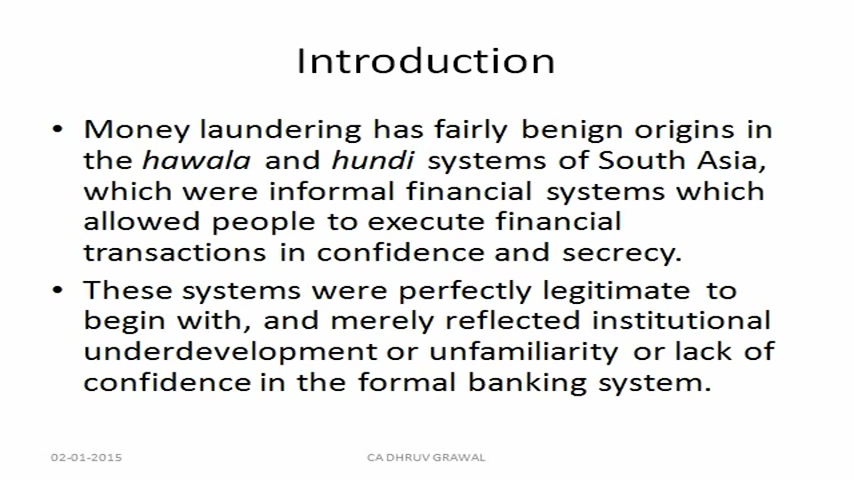 Introduction
• Money laundering has fairly benign origins in
the hawala and hundi systems of South Asia,
which were informal financial systems which
allowed people to execute financial
transactions in confidence and secrecy.
• These systems were perfectly legitimate to
begin with, and merely reflected institutional
underdevelopment or unfamiliarity or lack of
confidence in the formal banking system.
02-01-2015
CA DHRUV GRAWAL